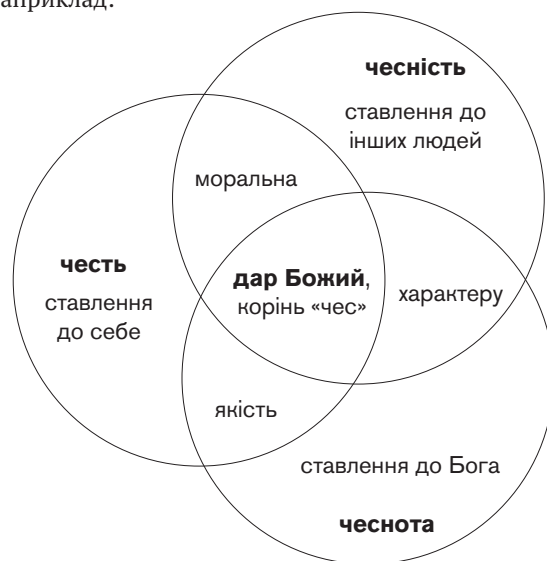 априклад:
чесність
ставлення до
інших людей
моральна
честь
ставлення
до себе
дар Божий,
корінь «чес»
характеру
якість
ставлення до Бога
чеснота